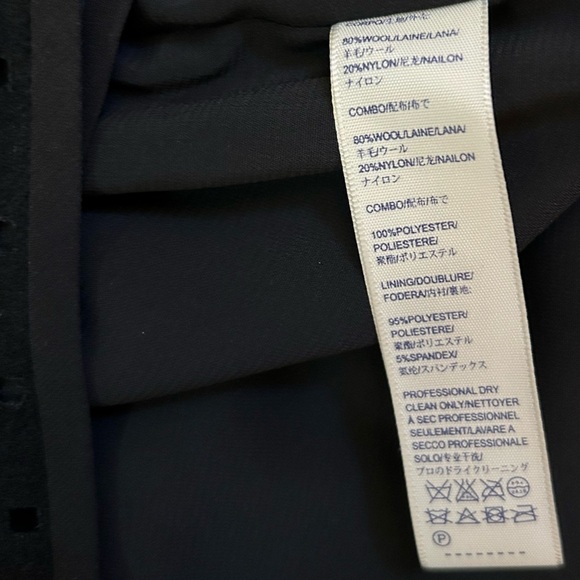 80%WOOL/LAINE/LANA/
羊毛/ウール
20%NYLON/尼龙/NAILON
ナイロン
COMBO/配布/布で
80%WOOL/LAINE/LANA/
羊毛/ウール
20%NYLON/尼龙/NAILON
ナイロン
COMBO/配布/布で
100%POLYESTER/
POLIESTERE/
聚酯/ポリエステル
LINING/DOUBLURE/
FODERA/内衬/裏地:
95%POLYESTER/
POLIESTERE/
聚酯/ポリエステル
5%SPANDEX/
氨纶/スパンデックス
PROFESSIONAL DRY
CLEAN ONLY/NETTOYER
À SEC PROFESSIONNEL
SEULEMENT/LAVARE A
SECCO PROFESSIONALE
SOLO/专业干洗/
プロのドライクリーニング
P